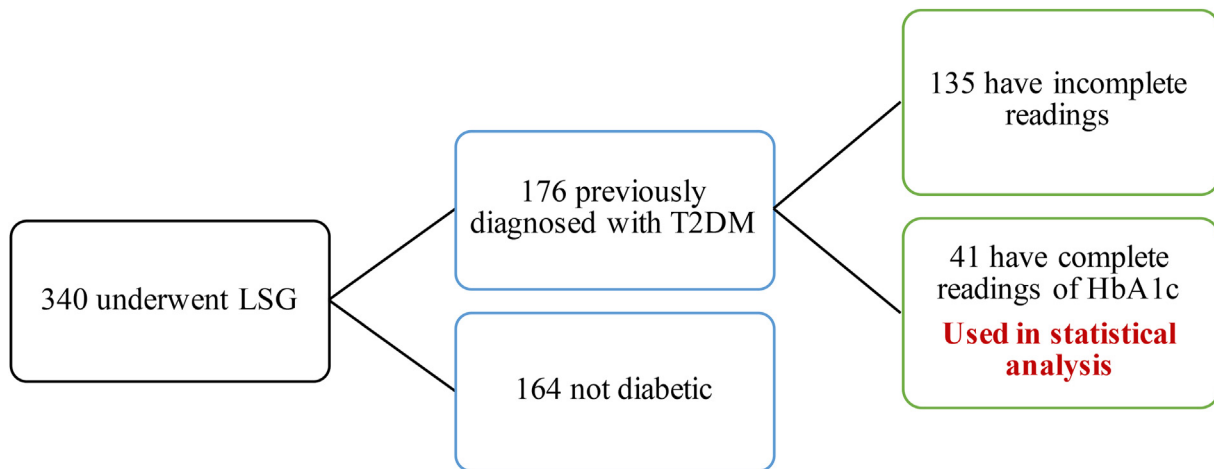 340 underwent LSG
176 previously
diagnosed with T2DM
164 not diabetic
135 have incomplete
readings
41 have complete
readings of HbA1c
Used in statistical
analysis